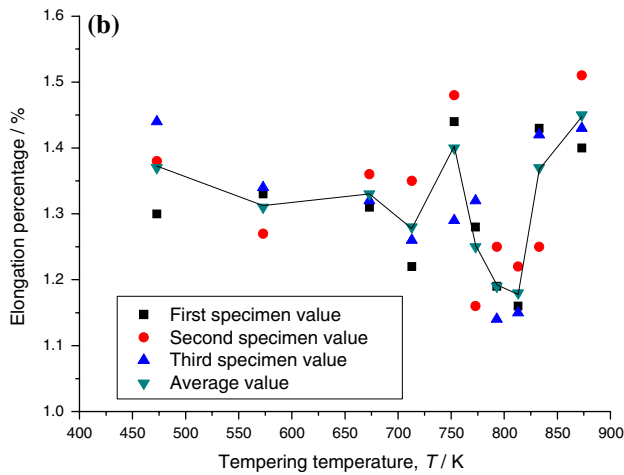 (b)
1.6
1.5
1.4
1.3
1.2
1.1
1.0
Elongation percentage / %
First specimen value
Second specimen value
Third specimen value
Average value
400 450 500 550 600 650 700 750 800 850 900
Tempering temperature, T / K